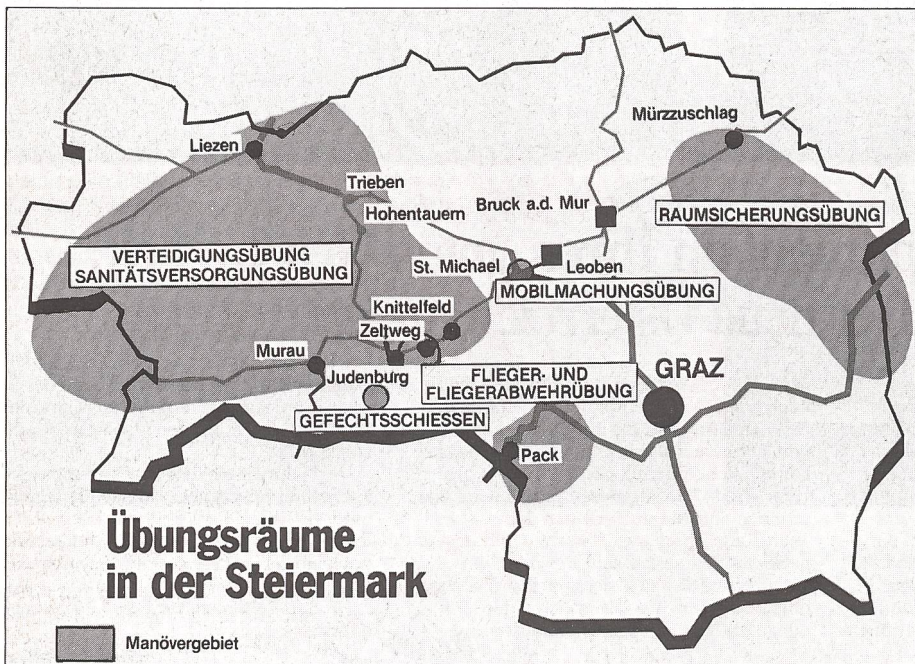 Mürzzuschlag
Liezen
Trieben
Bruck a.d. Mur
Hohentauern
RAUMSICHERUNGSÜBUNG
VERTEIDIGUNGSÜBUNG
SANITÄTSVERSORGUNGSÜBUNG
St. Michael
Leoben
MOBILMACHUNGSÜBUNG
Knittelfeld
Zeltweg
Murau
Judenburg
FLIEGER- UND
FLIEGERABWEHRÜBUNG
GRAZ
GEFECHTSSCHIESSEN
Pack
Übungsräume
in der Steiermark
Manövergebiet